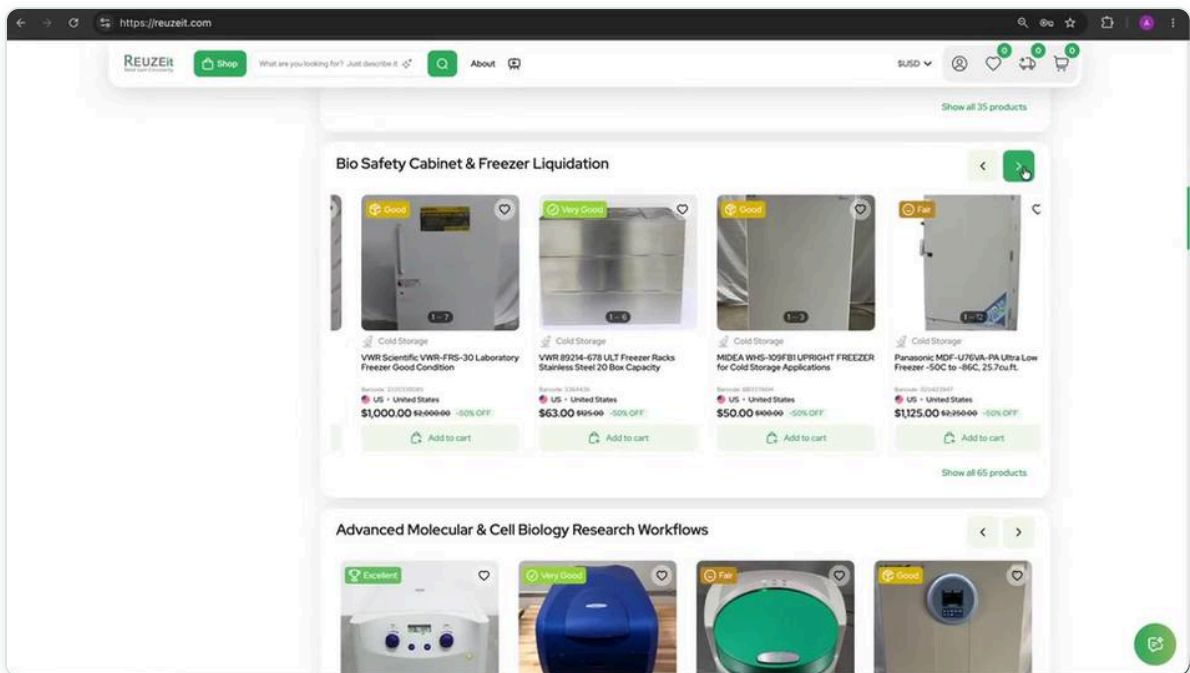 https://reuzeit.com
REUZEit
Shop
What are you looking for? Just describe it
About
$USD
0
0
0
Show all 35 products
Bio Safety Cabinet & Freezer Liquidation
Good
Very Good
Good
Fair
1 – 7
1 – 6
1 – 3
1 – 12
Cold Storage
Cold Storage
Cold Storage
Cold Storage
VWR Scientific VWR-FRS-30 Laboratory
Freezer Good Condition
VWR 89214-678 ULT Freezer Racks
Stainless Steel 20 Box Capacity
MIDEA WHS-109FB1 UPRIGHT FREEZER
for Cold Storage Applications
Panasonic MDF-U76VA-PA Ultra Low
Freezer -50C to -86C, 25.7cu.ft.
Barcode:
Barcode:
Barcode:
Barcode:
US • United States
US • United States
US • United States
US • United States
$1,000.00 $2,000.00 -50% OFF
$63.00 $125.00 -50% OFF
$50.00 $100.00 -50% OFF
$1,125.00 $2,250.00 -50% OFF
Add to cart
Add to cart
Add to cart
Add to cart
Show all 65 products
Advanced Molecular & Cell Biology Research Workflows
Excellent
Very Good
Fair
Good